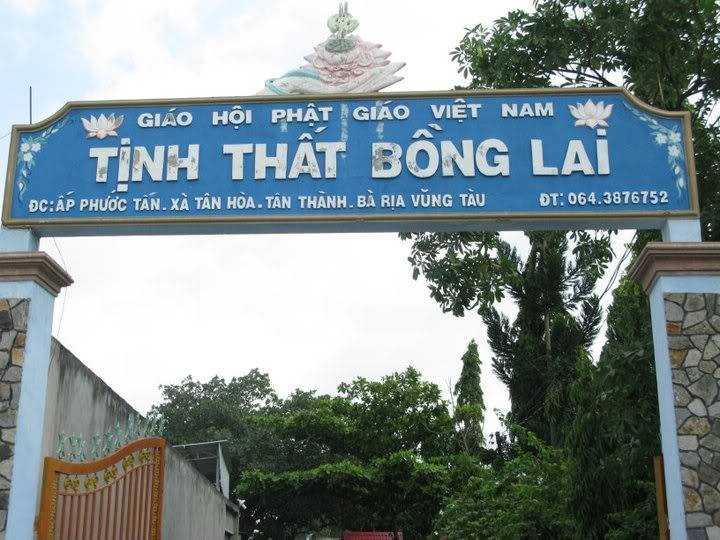 GIÁO HỘI PHẬT GIÁO VIỆT NAM
TỊNH THẤT BỒNG LAI
ĐC:ẤP PHƯỚC TẤN. XÃ TÂN HÒA. TÂN THÀNH. BÀ RỊA VŨNG TÀU ĐT: 064.3876752